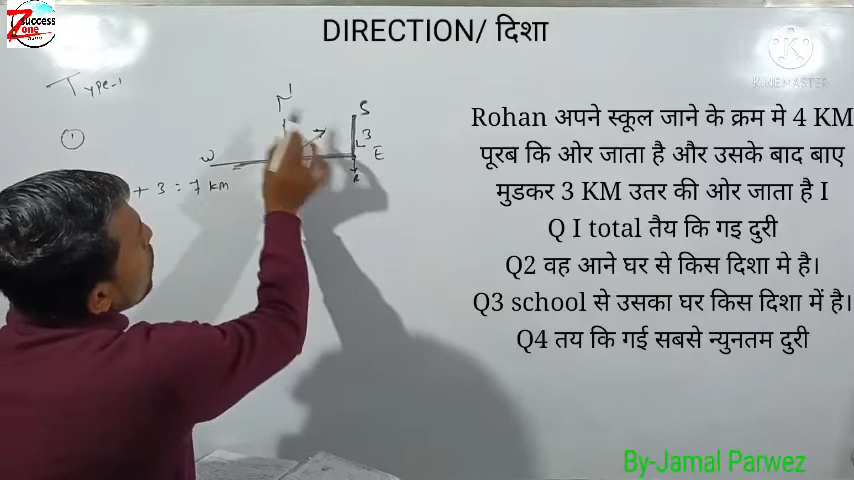 Success
Zone
DIRECTION/ दिशा
KINEMASTER
Type-1
N
S
1
3
L
W
E
R
+ 3 = 7 km
Rohan अपने स्कूल जाने के क्रम मे 4 KM
पूरब कि ओर जाता है और उसके बाद बाए
मुडकर 3 KM उतर की ओर जाता है I
Q I total तैय कि गइ दुरी
Q2 वह आने घर से किस दिशा मे है।
Q3 school से उसका घर किस दिशा में है।
Q4 तय कि गई सबसे न्युनतम दुरी
By-Jamal Parwez